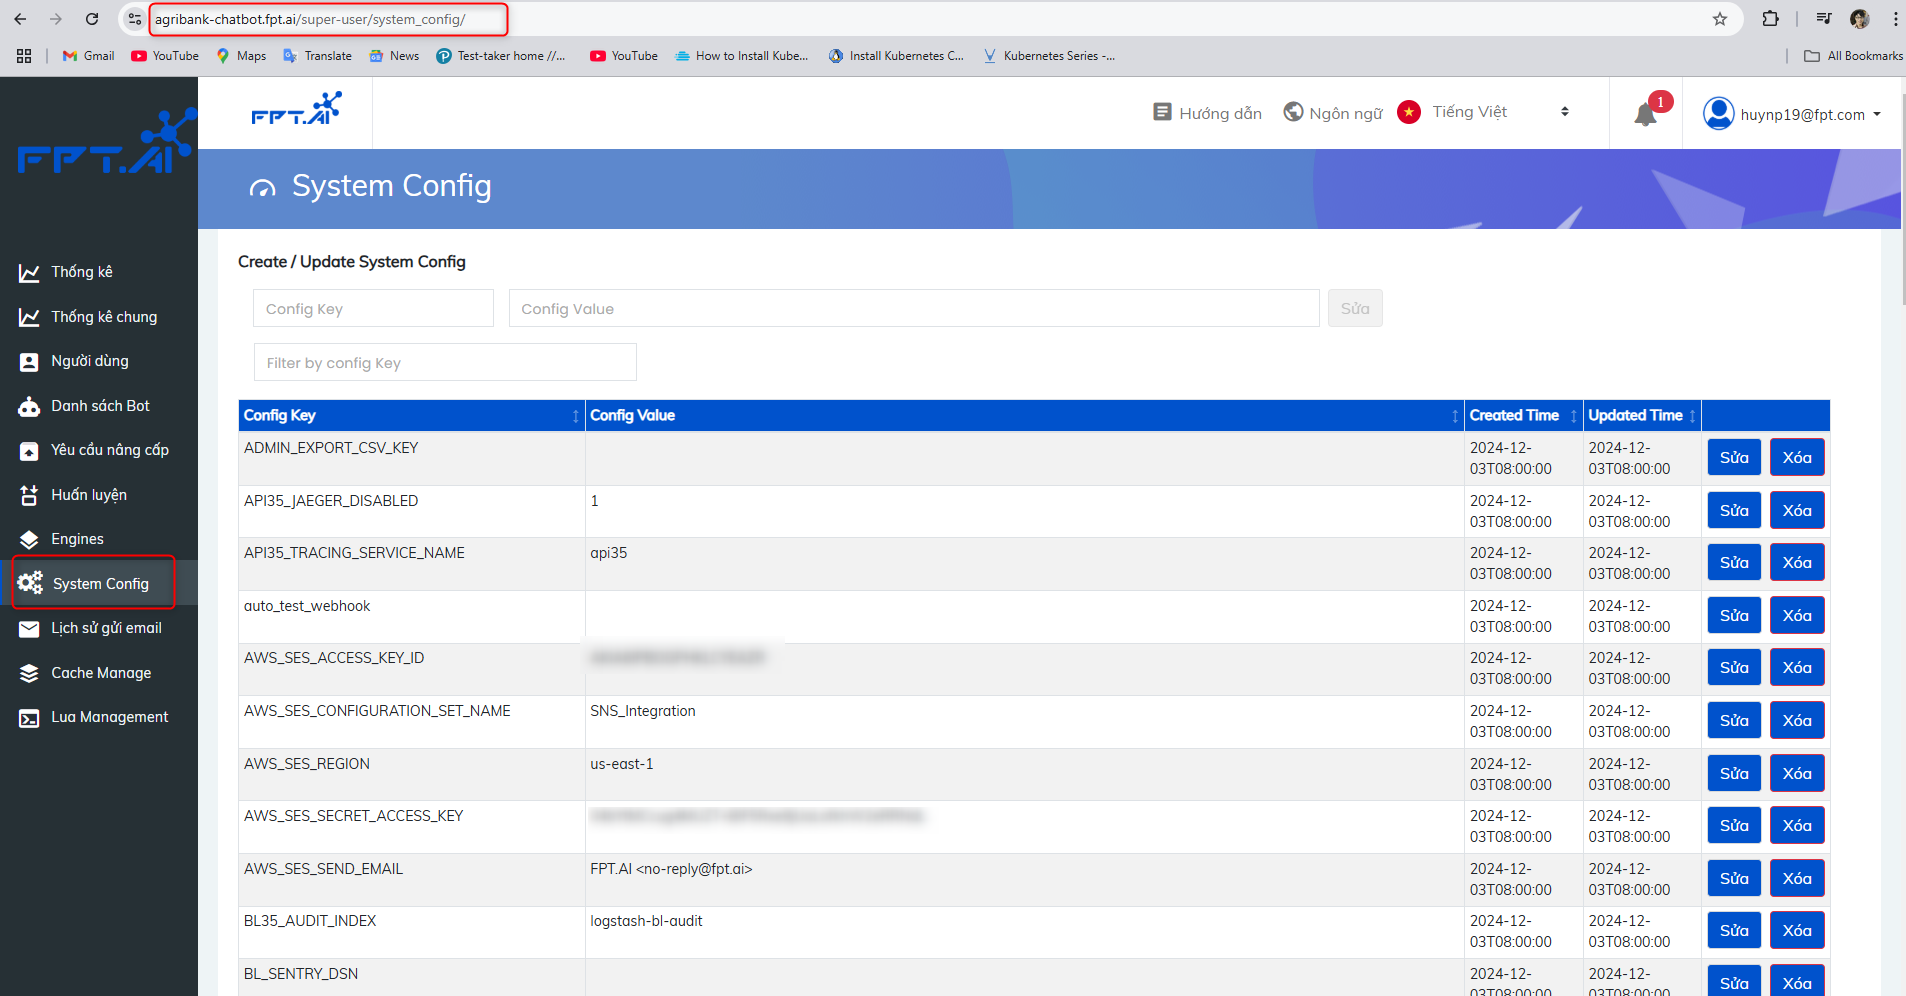 agribank-chatbot.fpt.ai/super-user/system_config/
Gmail
YouTube
Maps
Translate
News
Test-taker home //...
YouTube
How to Install Kube...
Install Kubernetes C...
Kubernetes Series -...
All Bookmarks
FPT.AI
FPT.AI
Hướng dẫn
Ngôn ngữ
Tiếng Việt
1
huynp19@fpt.com
System Config
Thống kê
Thống kê chung
Người dùng
Danh sách Bot
Yêu cầu nâng cấp
Huấn luyện
Engines
System Config
Lịch sử gửi email
Cache Manage
Lua Management
Create / Update System Config
Config Key
Config Value
Sửa
Filter by config Key
Config Key Config Value Created Time Updated Time
ADMIN_EXPORT_CSV_KEY 2024-12- 2024-12- Sửa Xóa
03T08:00:00 03T08:00:00
API35_JAEGER_DISABLED 1 2024-12- 2024-12- Sửa Xóa
03T08:00:00 03T08:00:00
API35_TRACING_SERVICE_NAME api35 2024-12- 2024-12- Sửa Xóa
03T08:00:00 03T08:00:00
auto_test_webhook 2024-12- 2024-12- Sửa Xóa
03T08:00:00 03T08:00:00
AWS_SES_ACCESS_KEY_ID 2024-12- 2024-12- Sửa Xóa
03T08:00:00 03T08:00:00
AWS_SES_CONFIGURATION_SET_NAME SNS_Integration 2024-12- 2024-12- Sửa Xóa
03T08:00:00 03T08:00:00
AWS_SES_REGION us-east-1 2024-12- 2024-12- Sửa Xóa
03T08:00:00 03T08:00:00
AWS_SES_SECRET_ACCESS_KEY 2024-12- 2024-12- Sửa Xóa
03T08:00:00 03T08:00:00
AWS_SES_SEND_EMAIL FPT.AI <no-reply@fpt.ai> 2024-12- 2024-12- Sửa Xóa
03T08:00:00 03T08:00:00
BL35_AUDIT_INDEX logstash-bl-audit 2024-12- 2024-12- Sửa Xóa
03T08:00:00 03T08:00:00
BL_SENTRY_DSN 2024-12- 2024-12- Sửa Xóa
03T08:00:00 03T08:00:00